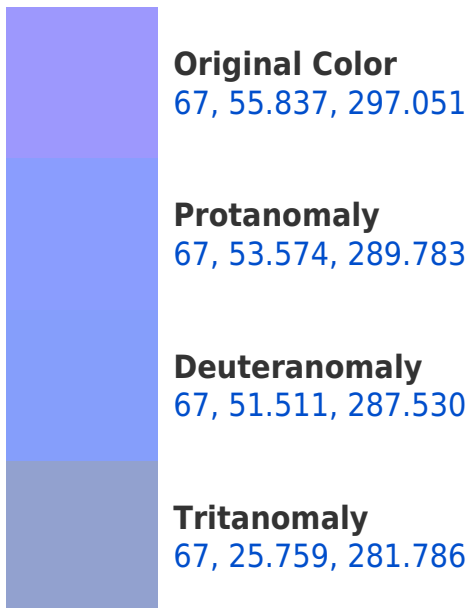 Original Color
67, 55.837, 297.051
Protanomaly
67, 53.574, 289.783
Deuteranomaly
67, 51.511, 287.530
Tritanomaly
67, 25.759, 281.786